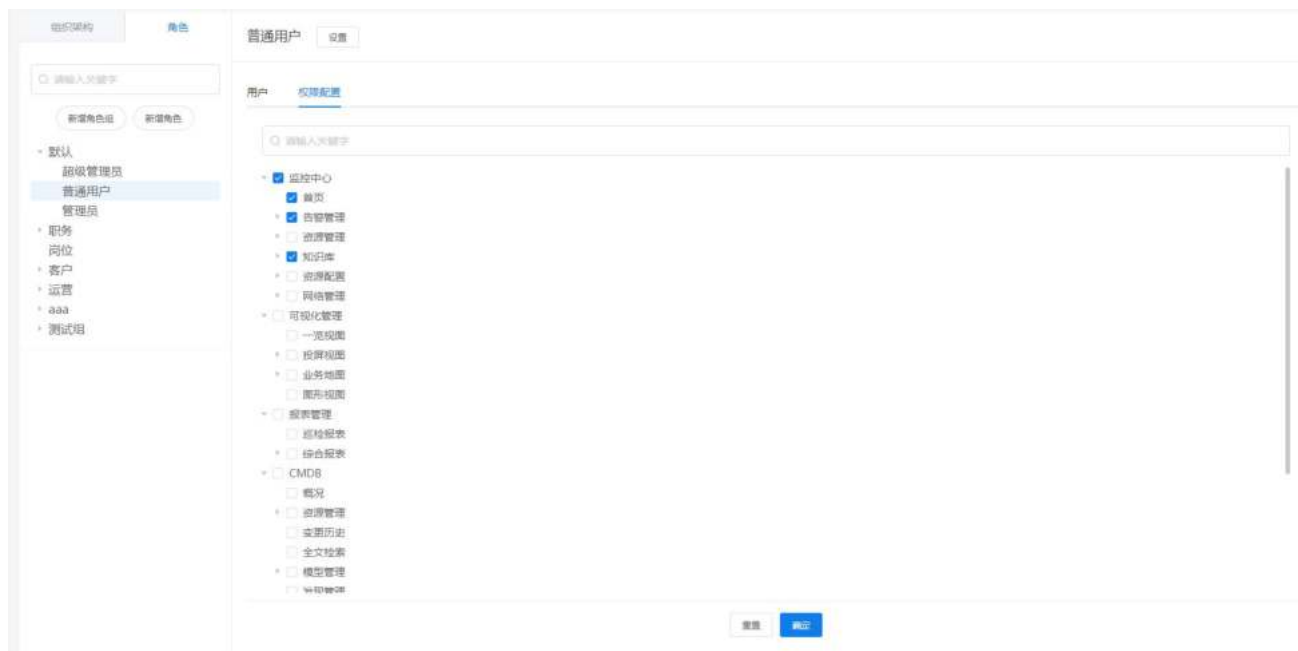 组织架构
角色
请输入关键字
新增角色组
新增角色
默认
超级管理员
普通用户
管理员
职务
岗位
客户
运营
aaa
测试组
普通用户
设置
用户
权限配置
请输入关键字
监控中心
首页
告警管理
资源管理
知识库
资源配置
网络管理
可视化管理
一览视图
投屏视图
业务地图
图形视图
报表管理
巡检报表
综合报表
CMDB
概况
资源管理
变更历史
全文检索
模型管理
发现管理
重置
确定